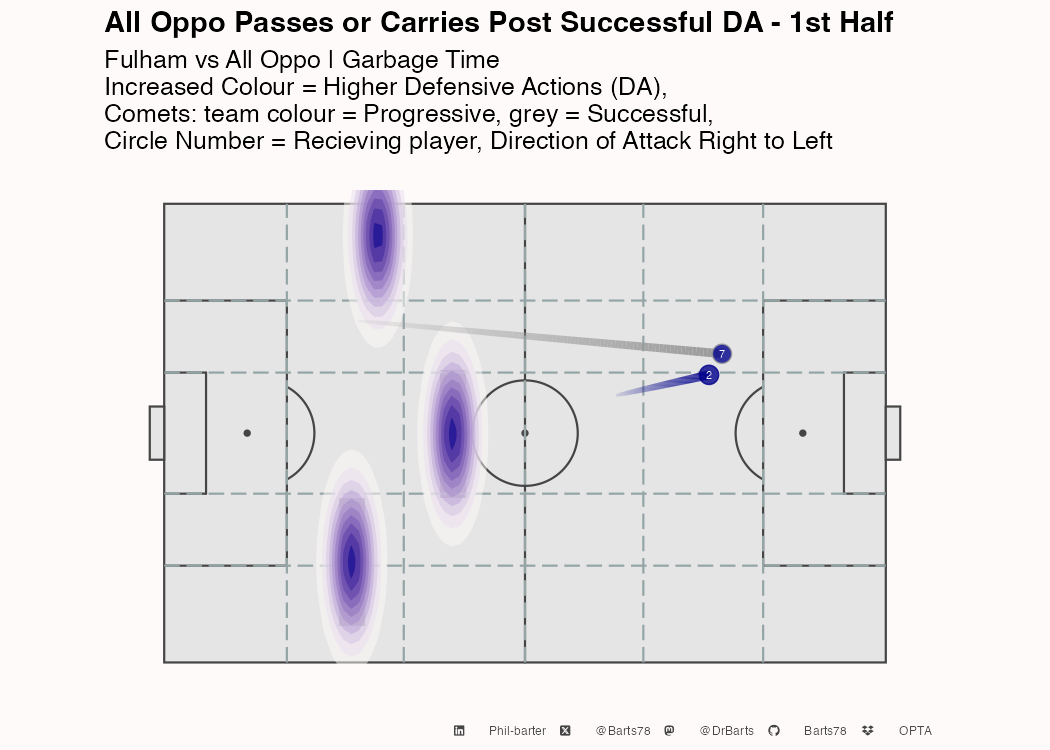 All Oppo Passes or Carries Post Successful DA - 1st Half
Fulham vs All Oppo | Garbage Time
Increased Colour = Higher Defensive Actions (DA),
Comets: team colour = Progressive, grey = Successful,
Circle Number = Recieving player, Direction of Attack Right to Left
7
2
Phil-barter @Barts78 @DrBarts Barts78 OPTA